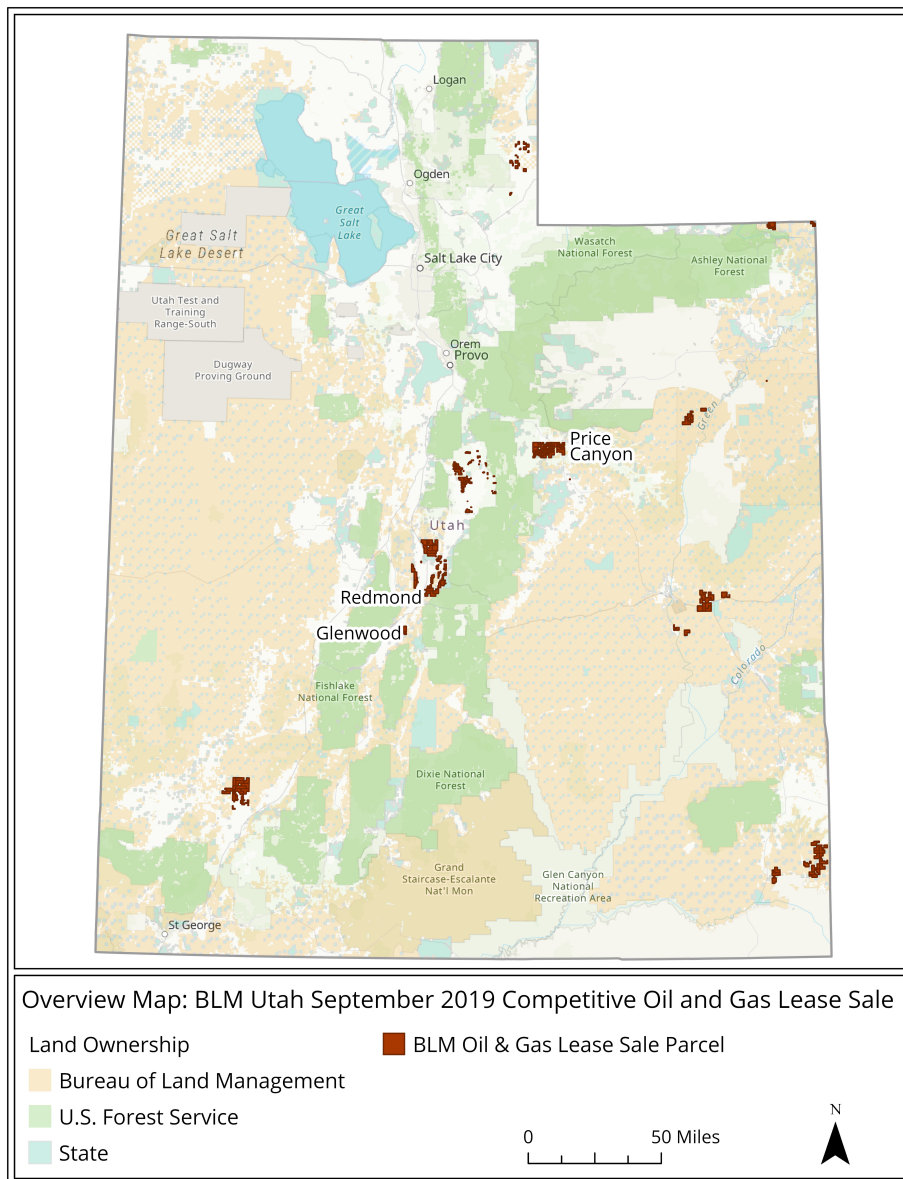 Logan
Ogden
Great
Salt
Lake
Great Salt
Lake Desert
Wasatch
National Forest
Ashley National
Forest
Salt Lake City
Utah Test and
Training
Range-South
Orem
Provo
Dugway
Proving Ground
Green
Price
Canyon
Utah
Redmond
Glenwood
Colorado
Fishlake
National Forest
Dixie National
Forest
Grand
Staircase-Escalante
Nat'l Mon
Glen Canyon
National
Recreation Area
St George
Overview Map: BLM Utah September 2019 Competitive Oil and Gas Lease Sale
Land Ownership
BLM Oil & Gas Lease Sale Parcel
Bureau of Land Management
U.S. Forest Service
State
0 50 Miles
N